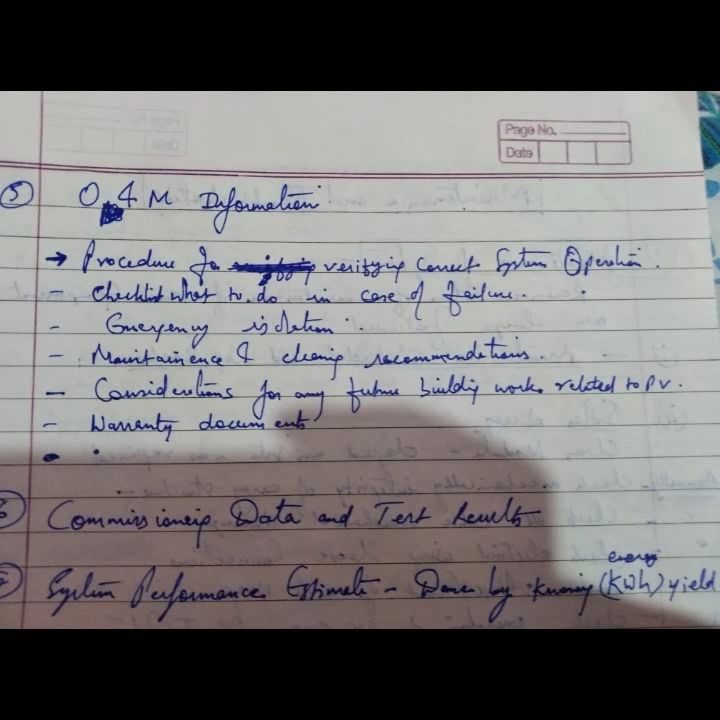 Page No.
Date
5 O & M Information
→ Procedure for verifying correct System Operation.
- Checklist what to do in case of failure.
- Emergency isolation.
- Maintainence & cleaning recommendations.
- Considerations for any future building works related to PV.
- Warranty documents
6 Commissioning Data and Test Results
energy
7 System Performance Estimate - Done by knowing (KWh) yield